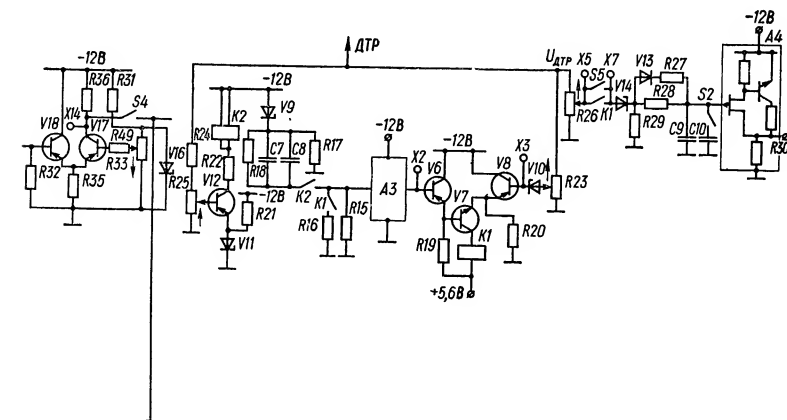 -12В
А4
ДТР
UДТР
X5
X7
V13
R27
S5
-12В
-12В
R36
R31
S4
K2
V9
V14
R28
S2
R26
K1
X14
V18
V17
R24
C7
C8
R17
-12В
-12В
X3
R29
C9
C10
R49
V16
R22
R18
X2
V6
V8
V10
R30
R33
R25
V12
-12В
K2
А3
R23
R32
R35
R21
K1
R15
V7
R16
K1
R20
V11
R19
+5,6В